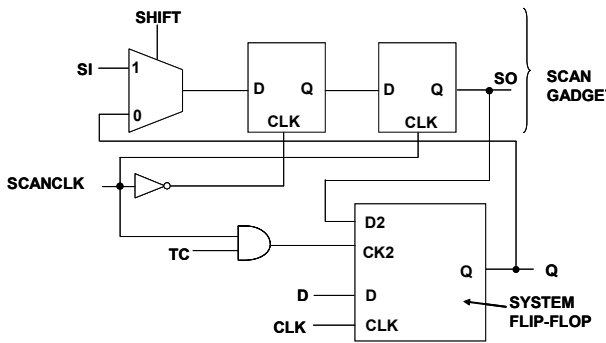 SHIFT
SI
1
0
D
Q
CLK
D
Q
CLK
SO
SCAN
GADGET
SCANCLK
TC
D2
CK2
D
D
CLK
CLK
Q
Q
SYSTEM
FLIP-FLOP